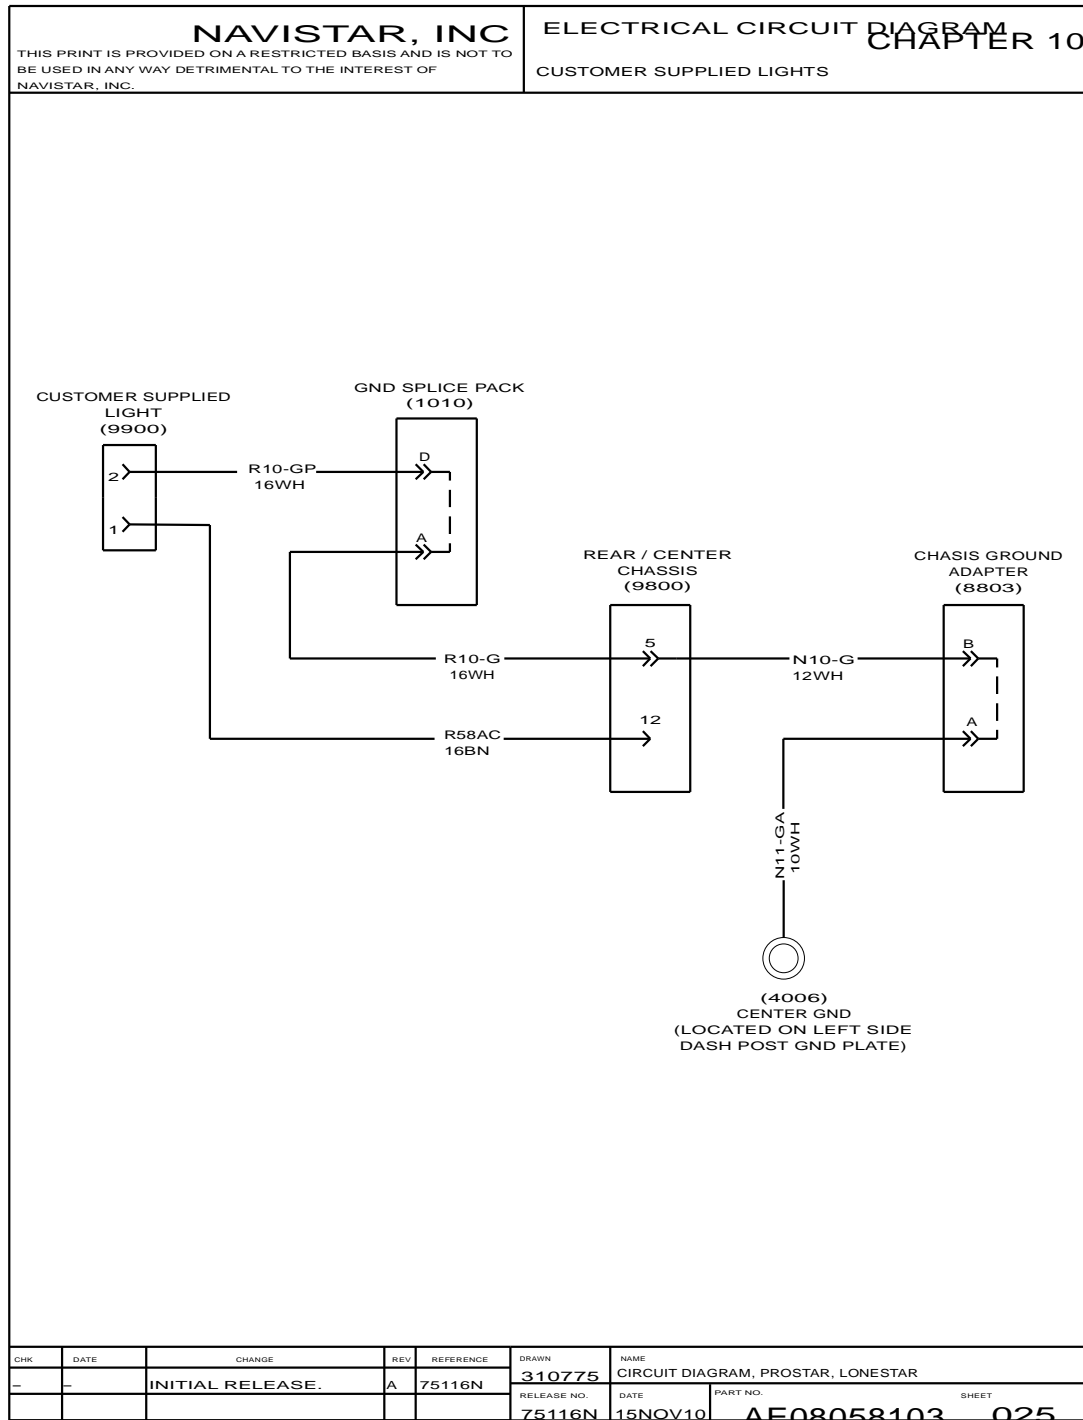 NAVISTAR, INC
THIS PRINT IS PROVIDED ON A RESTRICTED BASIS AND IS NOT TO
BE USED IN ANY WAY DETRIMENTAL TO THE INTEREST OF
NAVISTAR, INC.
ELECTRICAL CIRCUIT DIAGRAM
CHAPTER 10
CUSTOMER SUPPLIED LIGHTS
CUSTOMER SUPPLIED
LIGHT
(9900)
2
1
GND SPLICE PACK
(1010)
D
A
R10-GP
16WH
REAR / CENTER
CHASSIS
(9800)
5
12
CHASIS GROUND
ADAPTER
(8803)
B
A
R10-G
16WH
N10-G
12WH
R58AC
16BN
N11-GA
10WH
(4006)
CENTER GND
(LOCATED ON LEFT SIDE
DASH POST GND PLATE)
CHK DATE CHANGE REV REFERENCE
– – INITIAL RELEASE. A 75116N
DRAWN
310775
NAME
CIRCUIT DIAGRAM, PROSTAR, LONESTAR
RELEASE NO.
75116N
DATE
15NOV10
PART NO.
AE08058103
SHEET
025